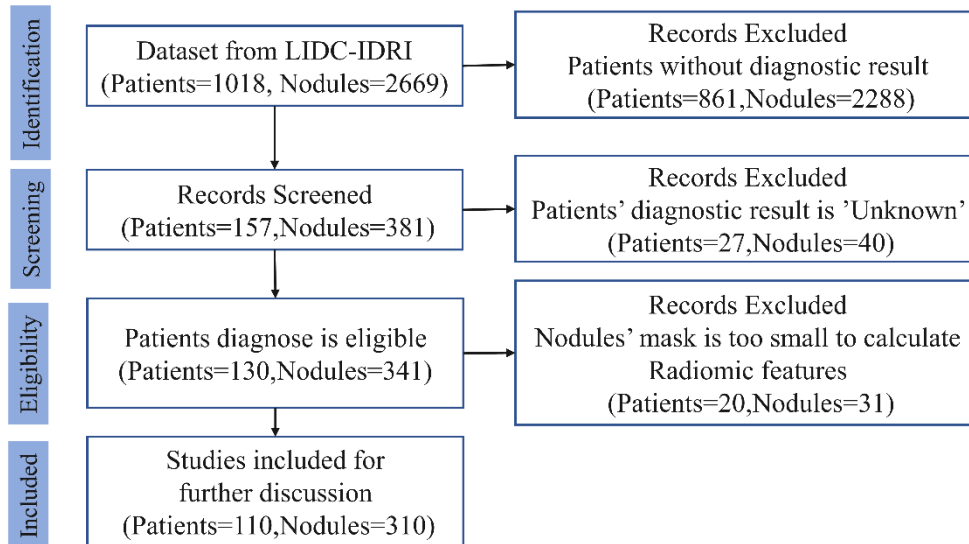 Identification
Dataset from LIDC-IDRI
(Patients=1018, Nodules=2669)
Records Excluded
Patients without diagnostic result
(Patients=861,Nodules=2288)
Screening
Records Screened
(Patients=157,Nodules=381)
Records Excluded
Patients’ diagnostic result is ’Unknown’
(Patients=27,Nodules=40)
Eligibility
Patients diagnose is eligible
(Patients=130,Nodules=341)
Records Excluded
Nodules’ mask is too small to calculate
Radiomic features
(Patients=20,Nodules=31)
Included
Studies included for
further discussion
(Patients=110,Nodules=310)